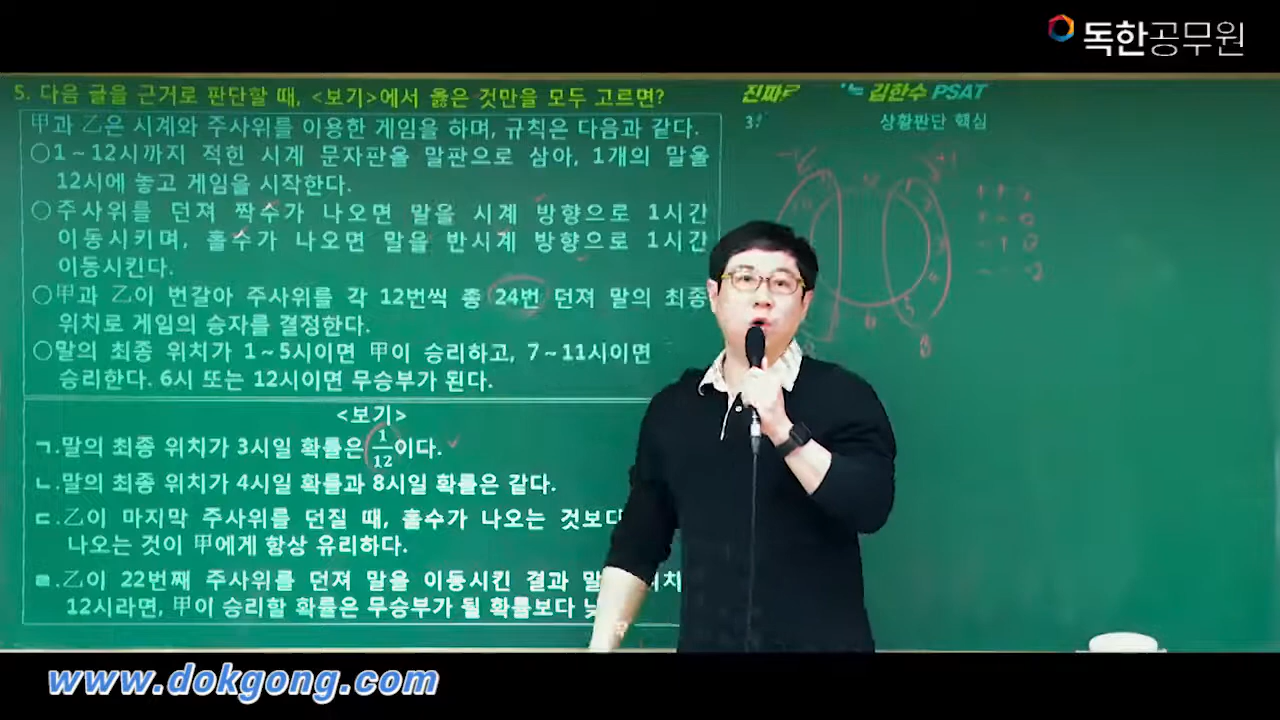 독한공무원
5. 다음 글을 근거로 판단할 때, <보기>에서 옳은 것만을 모두 고르면?
甲과 乙은 시계와 주사위를 이용한 게임을 하며, 규칙은 다음과 같다.
○1~12시까지 적힌 시계 문자판을 말판으로 삼아, 1개의 말을
12시에 놓고 게임을 시작한다.
○주사위를 던져 짝수가 나오면 말을 시계 방향으로 1시간
이동시키며, 홀수가 나오면 말을 반시계 방향으로 1시간
이동시킨다.
○甲과 乙이 번갈아 주사위를 각 12번씩 총 24번 던져 말의 최종
위치로 게임의 승자를 결정한다.
○말의 최종 위치가 1~5시이면 甲이 승리하고, 7~11시이면
승리한다. 6시 또는 12시이면 무승부가 된다.
<보기>
ㄱ.말의 최종 위치가 3시일 확률은 1/12이다.
ㄴ.말의 최종 위치가 4시일 확률과 8시일 확률은 같다.
ㄷ.乙이 마지막 주사위를 던질 때, 홀수가 나오는 것보다
나오는 것이 甲에게 항상 유리하다.
ㄹ.乙이 22번째 주사위를 던져 말을 이동시킨 결과
12시라면, 甲이 승리할 확률은 무승부가 될 확률보다
김한수 PSAT
상황판단 핵심
www.dokgong.com